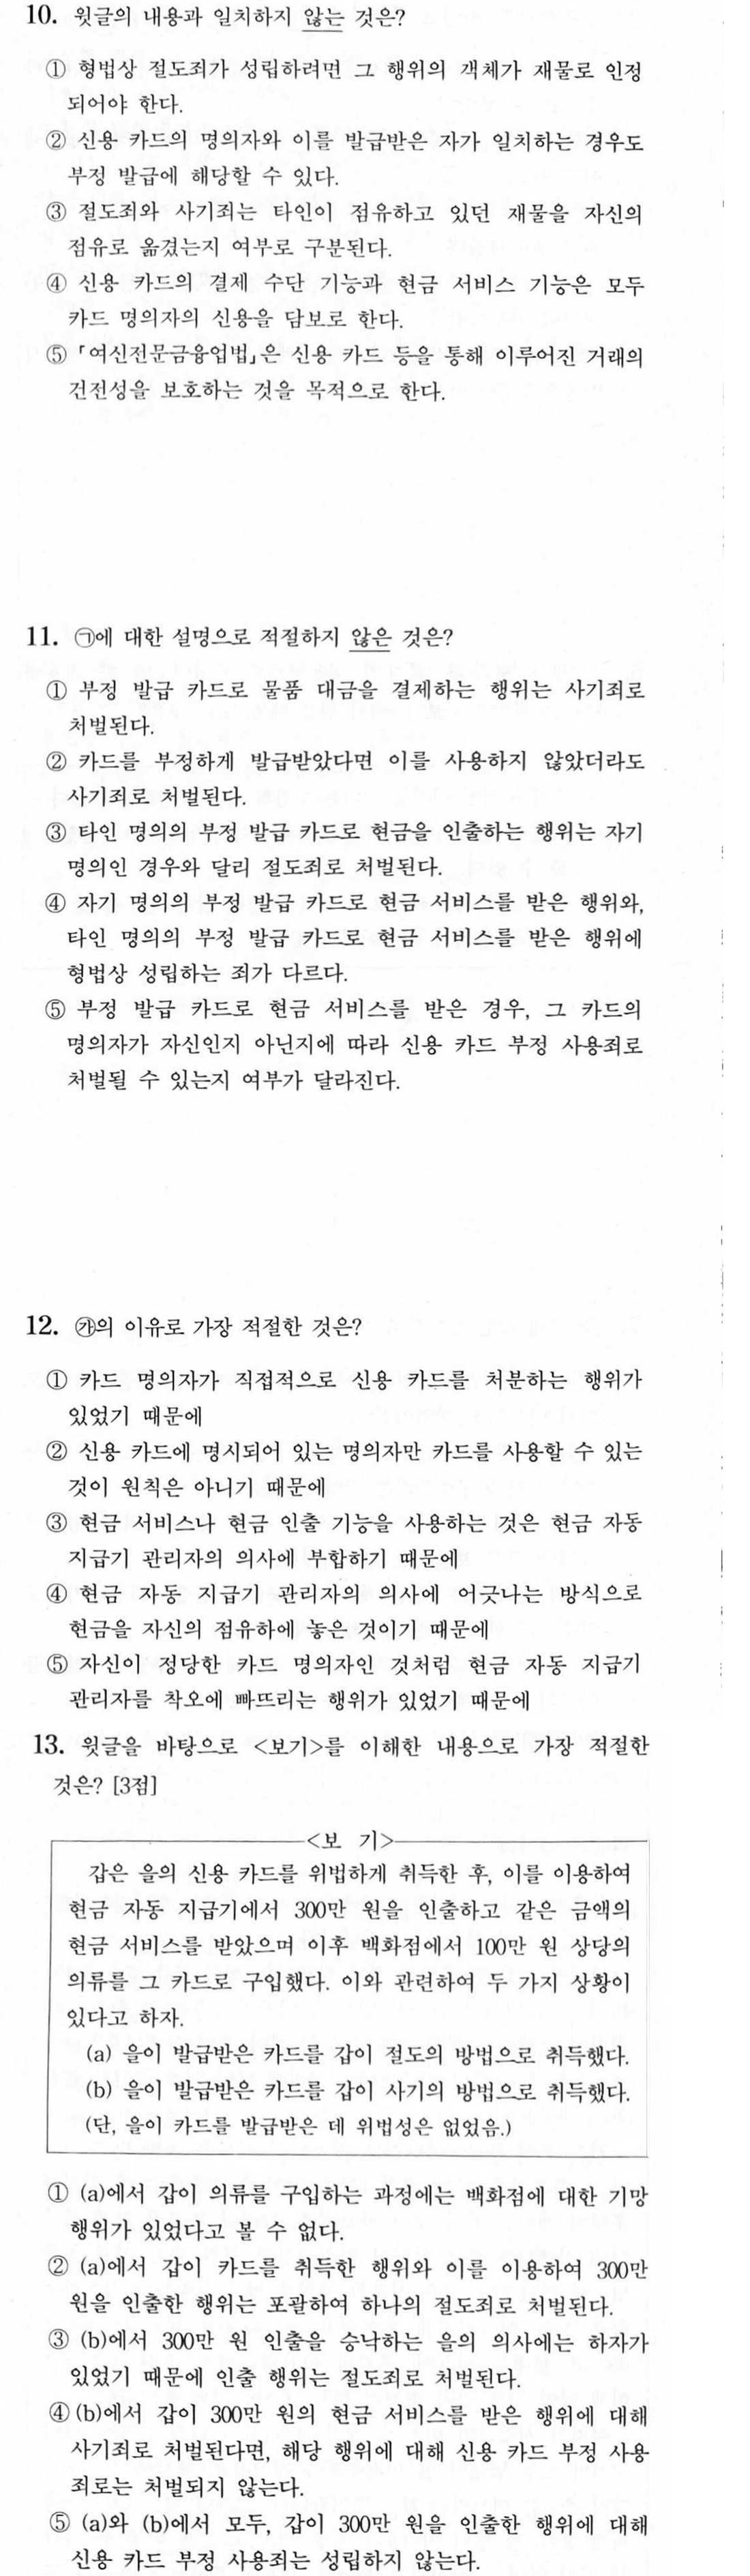 10. 윗글의 내용과 일치하지 않는 것은?
① 형법상 절도죄가 성립하려면 그 행위의 객체가 재물로 인정
되어야 한다.
② 신용 카드의 명의자와 이를 발급받은 자가 일치하는 경우도
부정 발급에 해당할 수 있다.
③ 절도죄와 사기죄는 타인이 점유하고 있던 재물을 자신의
점유로 옮겼는지 여부로 구분된다.
④ 신용 카드의 결제 수단 기능과 현금 서비스 기능은 모두
카드 명의자의 신용을 담보로 한다.
⑤ 「여신전문금융업법」은 신용 카드 등을 통해 이루어진 거래의
건전성을 보호하는 것을 목적으로 한다.
11. ㉠에 대한 설명으로 적절하지 않은 것은?
① 부정 발급 카드로 물품 대금을 결제하는 행위는 사기죄로
처벌된다.
② 카드를 부정하게 발급받았다면 이를 사용하지 않았더라도
사기죄로 처벌된다.
③ 타인 명의의 부정 발급 카드로 현금을 인출하는 행위는 자기
명의인 경우와 달리 절도죄로 처벌된다.
④ 자기 명의의 부정 발급 카드로 현금 서비스를 받은 행위와,
타인 명의의 부정 발급 카드로 현금 서비스를 받은 행위에
형법상 성립하는 죄가 다르다.
⑤ 부정 발급 카드로 현금 서비스를 받은 경우, 그 카드의
명의자가 자신인지 아닌지에 따라 신용 카드 부정 사용죄로
처벌될 수 있는지 여부가 달라진다.
12. ㉮의 이유로 가장 적절한 것은?
① 카드 명의자가 직접적으로 신용 카드를 처분하는 행위가
있었기 때문에
② 신용 카드에 명시되어 있는 명의자만 카드를 사용할 수 있는
것이 원칙은 아니기 때문에
③ 현금 서비스나 현금 인출 기능을 사용하는 것은 현금 자동
지급기 관리자의 의사에 부합하기 때문에
④ 현금 자동 지급기 관리자의 의사에 어긋나는 방식으로
현금을 자신의 점유하에 놓은 것이기 때문에
⑤ 자신이 정당한 카드 명의자인 것처럼 현금 자동 지급기
관리자를 착오에 빠뜨리는 행위가 있었기 때문에
13. 윗글을 바탕으로 <보기>를 이해한 내용으로 가장 적절한
것은? [3점]
<보 기>
갑은 을의 신용 카드를 위법하게 취득한 후, 이를 이용하여
현금 자동 지급기에서 300만 원을 인출하고 같은 금액의
현금 서비스를 받았으며 이후 백화점에서 100만 원 상당의
의류를 그 카드로 구입했다. 이와 관련하여 두 가지 상황이
있다고 하자.
(a) 을이 발급받은 카드를 갑이 절도의 방법으로 취득했다.
(b) 을이 발급받은 카드를 갑이 사기의 방법으로 취득했다.
(단, 을이 카드를 발급받은 데 위법성은 없었음.)
① (a)에서 갑이 의류를 구입하는 과정에는 백화점에 대한 기망
행위가 있었다고 볼 수 없다.
② (a)에서 갑이 카드를 취득한 행위와 이를 이용하여 300만
원을 인출한 행위는 포괄하여 하나의 절도죄로 처벌된다.
③ (b)에서 300만 원 인출을 승낙하는 을의 의사에는 하자가
있었기 때문에 인출 행위는 절도죄로 처벌된다.
④ (b)에서 갑이 300만 원의 현금 서비스를 받은 행위에 대해
사기죄로 처벌된다면, 해당 행위에 대해 신용 카드 부정 사용
죄로는 처벌되지 않는다.
⑤ (a)와 (b)에서 모두, 갑이 300만 원을 인출한 행위에 대해
신용 카드 부정 사용죄는 성립하지 않는다.